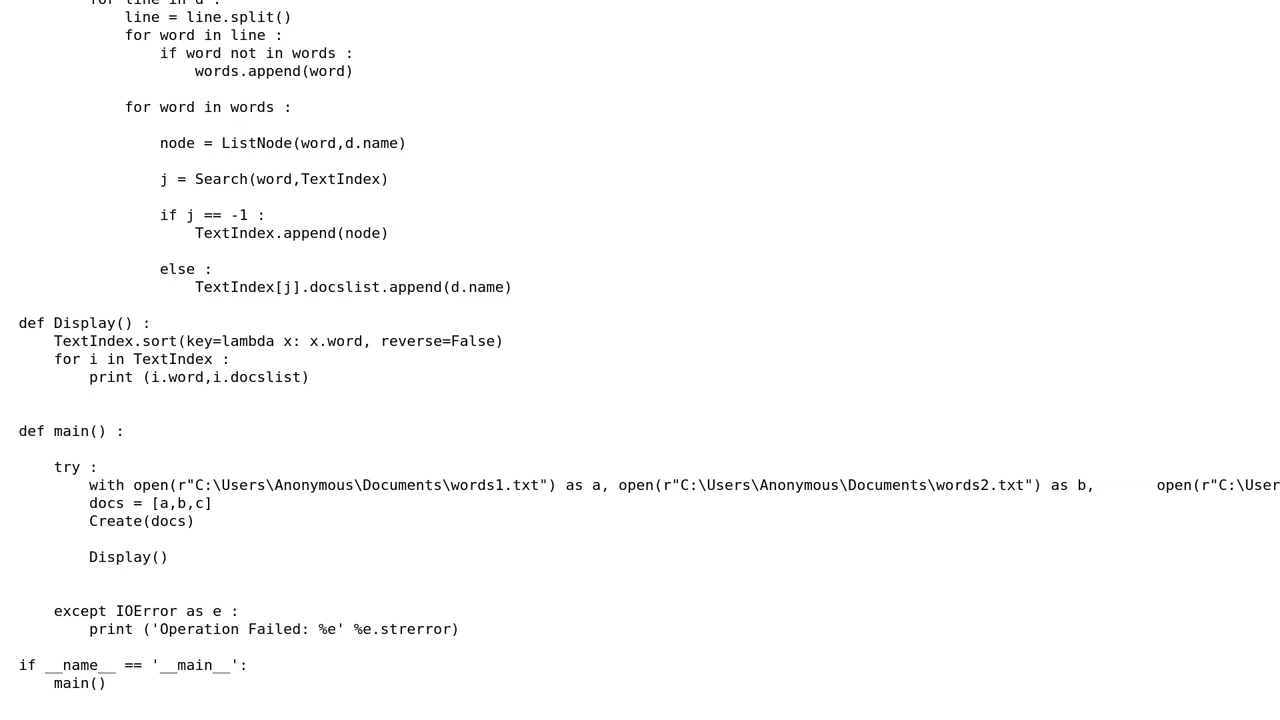 for line in d :
line = line.split()
for word in line :
if word not in words :
words.append(word)
for word in words :
node = ListNode(word,d.name)
j = Search(word,TextIndex)
if j == -1 :
TextIndex.append(node)
else :
TextIndex[j].docslist.append(d.name)
def Display() :
TextIndex.sort(key=lambda x: x.word, reverse=False)
for i in TextIndex :
print (i.word,i.docslist)
def main() :
try :
with open(r"C:\Users\Anonymous\Documents\words1.txt") as a, open(r"C:\Users\Anonymous\Documents\words2.txt") as b, open(r"C:\User
docs = [a,b,c]
Create(docs)
Display()
except IOError as e :
print ('Operation Failed: %e' %e.strerror)
if __name__ == '__main__':
main()